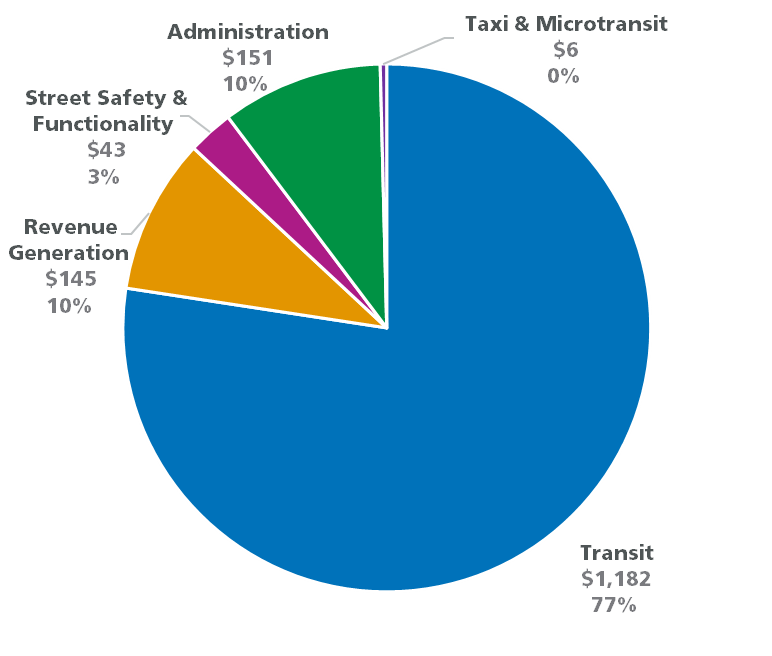 Taxi & Microtransit
$6
0%
Administration
$151
10%
Street Safety &
Functionality
$43
3%
Revenue
Generation
$145
10%
Transit
$1,182
77%